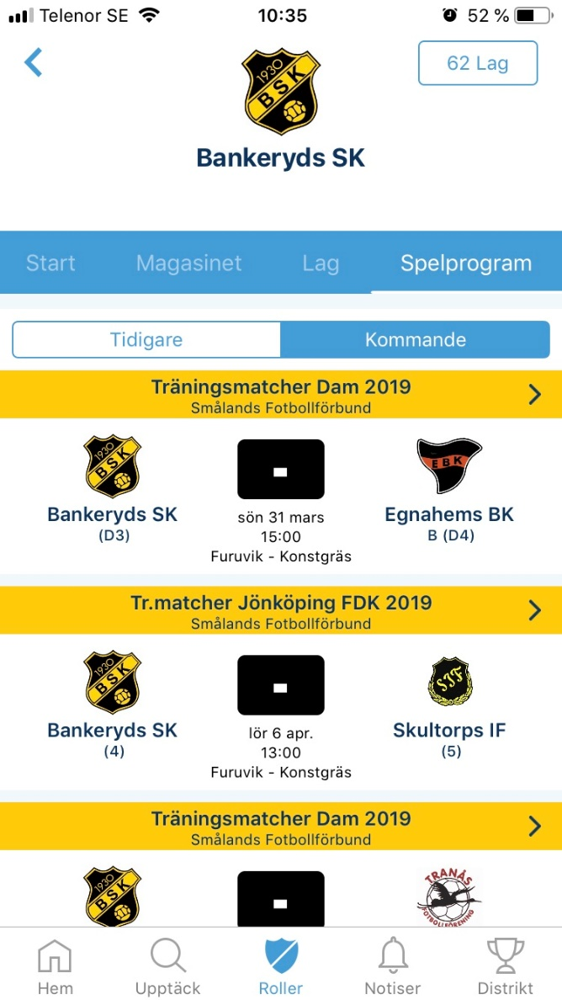 Telenor SE 10:35 52 %
62 Lag
1930
BSK
Bankeryds SK
Start Magasinet Lag Spelprogram
Tidigare Kommande
Träningsmatcher Dam 2019
Smålands Fotbollförbund
1930
BSK
-
EBK
Bankeryds SK
(D3)
sön 31 mars
15:00
Furuvik - Konstgräs
Egnahems BK
B (D4)
Tr.matcher Jönköping FDK 2019
Smålands Fotbollförbund
1930
BSK
-
SIF
Bankeryds SK
(4)
lör 6 apr.
13:00
Furuvik - Konstgräs
Skultorps IF
(5)
Träningsmatcher Dam 2019
Smålands Fotbollförbund
1930
BSK
-
TRANÅS
FOTBOLLFÖRENING
Hem Upptäck Roller Notiser Distrikt